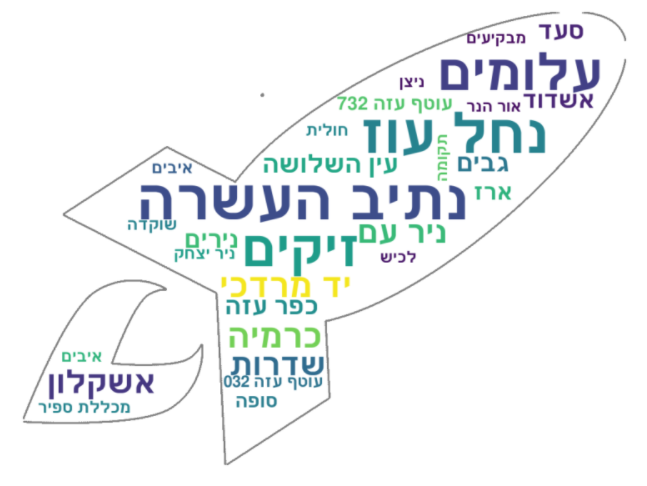 סעד
מבקיעים
עלומים
ניצן
אשדוד
אור הנר
עוטף עזה 732
נחל עוז
חולית
תקומה
גבים
עין השלושה
איבים
ארז
נתיב העשרה
שוקדה
ניר עם
נירים
זיקים
ניר יצחק
לכיש
יד מרדכי
כפר עזה
כרמיה
שדרות
עוטף עזה 032
סופה
איבים
אשקלון
מכללת ספיר